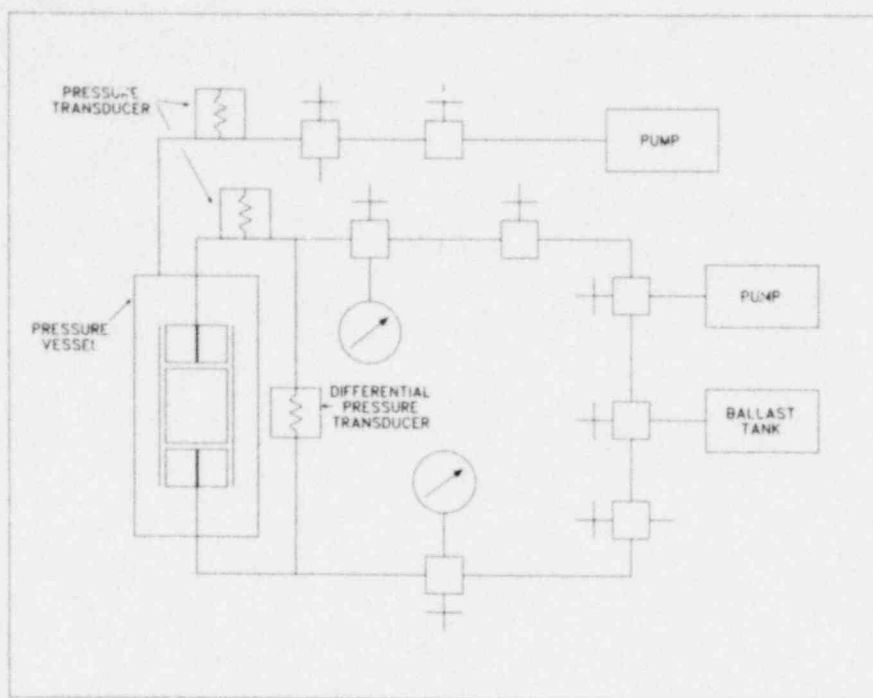 PRESSURE
TRANSDUCER
PUMP
PUMP
PRESSURE
VESSEL
DIFFERENTIAL
PRESSURE
TRANSDUCER
BALLAST
TANK